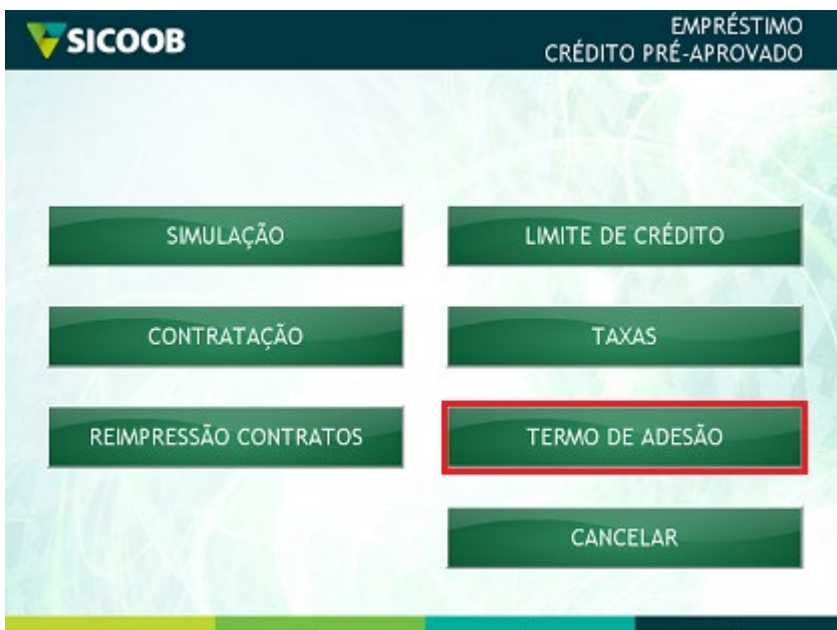 SICOOB
EMPRÉSTIMO
CRÉDITO PRÉ-APROVADO
SIMULAÇÃO
LIMITE DE CRÉDITO
CONTRATAÇÃO
TAXAS
REIMPRESSÃO CONTRATOS
TERMO DE ADESÃO
CANCELAR